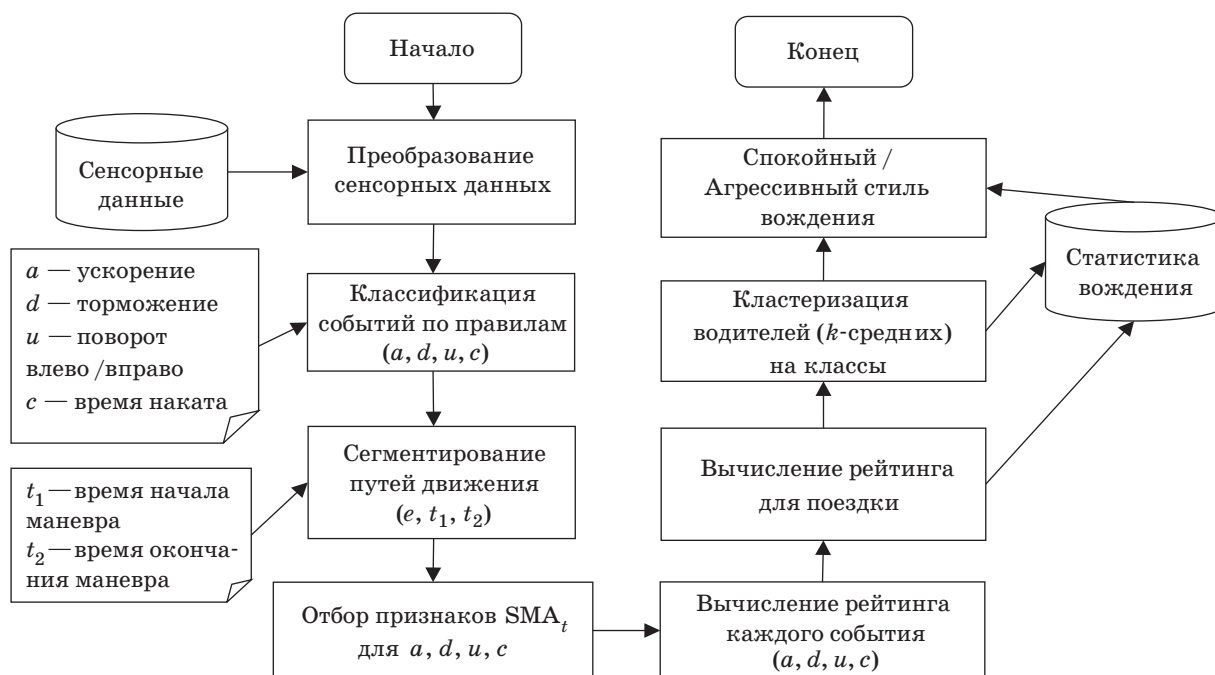 Начало
Сенсорные
данные
Преобразование
сенсорных данных
a — ускорение
d — торможение
u — поворот
влево /вправо
c — время наката
Классификация
событий по правилам
(a, d, u, c)
t1 — время начала
маневра
t2 — время оконча-
ния маневра
Сегментирование
путей движения
(e, t1, t2)
Отбор признаков SMAt
для a, d, u, c
Вычисление рейтинга
каждого события
(a, d, u, c)
Вычисление рейтинга
для поездки
Кластеризация
водителей (k-средних)
на классы
Статистика
вождения
Спокойный /
Агрессивный стиль
вождения
Конец